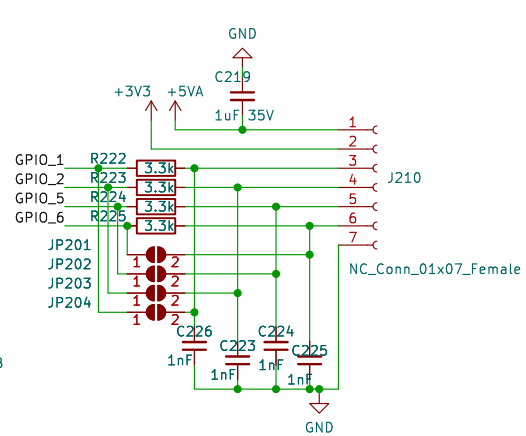 GND
C219
+3V3 +5VA
1uF 35V
1
2
GPIO_1 R222 3.3k 3
GPIO_2 R223 3.3k 4 J210
GPIO_5 R224 3.3k 5
GPIO_6 R225 3.3k 6
JP201 7
1 2
JP202 NC_Conn_01x07_Female
1 2
JP203
1 2
JP204
1 2
C226 C224
C223 C225
1nF 1nF
1nF 1nF
GND